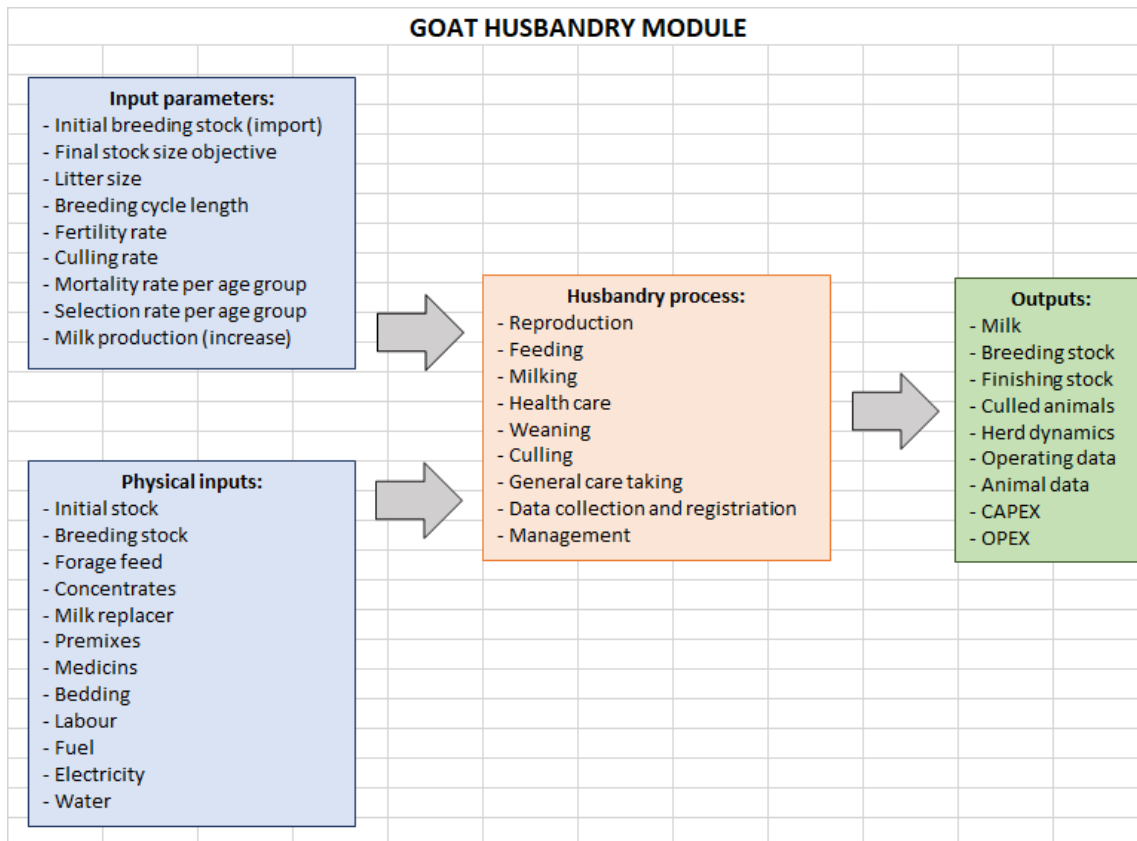 GOAT HUSBANDRY MODULE
Input parameters:
- Initial breeding stock (import)
- Final stock size objective
- Litter size
- Breeding cycle length
- Fertility rate
- Culling rate
- Mortality rate per age group
- Selection rate per age group
- Milk production (increase)
Physical inputs:
- Initial stock
- Breeding stock
- Forage feed
- Concentrates
- Milk replacer
- Premixes
- Medicins
- Bedding
- Labour
- Fuel
- Electricity
- Water
Husbandry process:
- Reproduction
- Feeding
- Milking
- Health care
- Weaning
- Culling
- General care taking
- Data collection and registriation
- Management
Outputs:
- Milk
- Breeding stock
- Finishing stock
- Culled animals
- Herd dynamics
- Operating data
- Animal data
- CAPEX
- OPEX